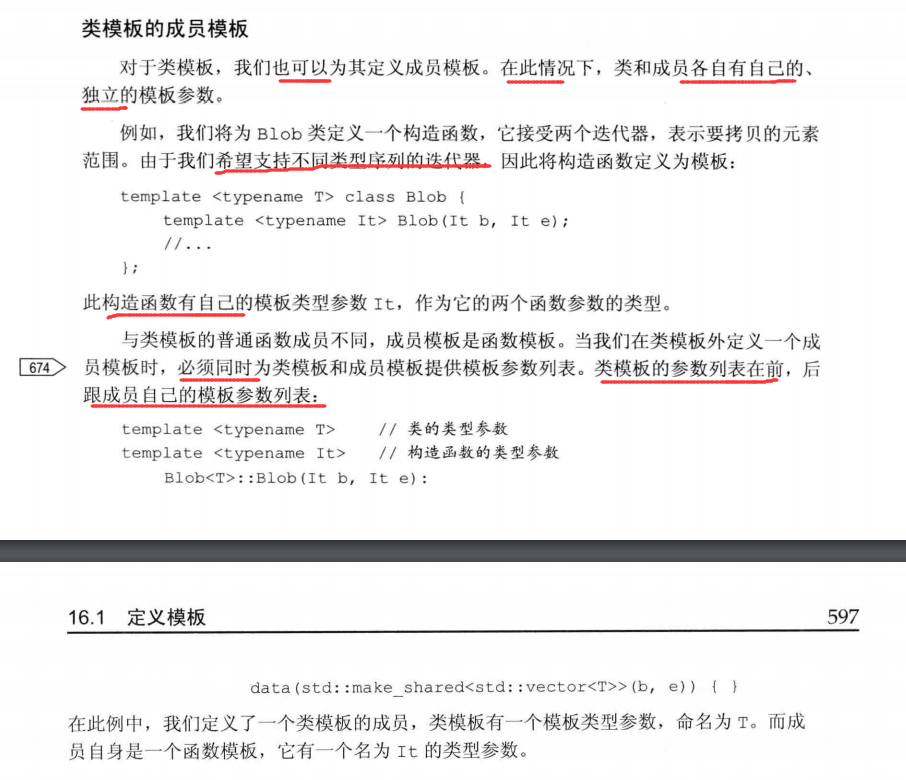 类模板的成员模板
对于类模板，我们也可以为其定义成员模板。在此情况下，类和成员各自有自己的、
独立的模板参数。
例如，我们将为 Blob 类定义一个构造函数，它接受两个迭代器，表示要拷贝的元素
范围。由于我们希望支持不同类型序列的迭代器，因此将构造函数定义为模板：
template <typename T> class Blob {
template <typename It> Blob(It b, It e);
//...
};
此构造函数有自己的模板类型参数 It，作为它的两个函数参数的类型。
与类模板的普通函数成员不同，成员模板是函数模板。当我们在类模板外定义一个成
674 员模板时，必须同时为类模板和成员模板提供模板参数列表。类模板的参数列表在前，后
跟成员自己的模板参数列表：
template <typename T> // 类的类型参数
template <typename It> // 构造函数的类型参数
Blob<T>::Blob(It b, It e):
16.1 定义模板 597
data(std::make_shared<std::vector<T>>(b, e)) { }
在此例中，我们定义了一个类模板的成员，类模板有一个模板类型参数，命名为 T。而成
员自身是一个函数模板，它有一个名为 It 的类型参数。